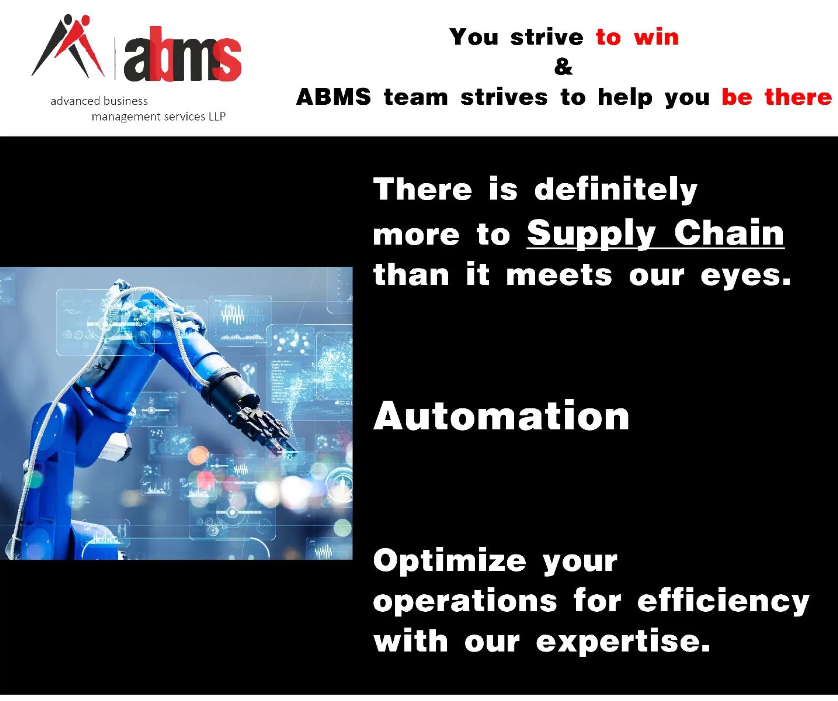 abms
advanced business
management services LLP
You strive to win
&
ABMS team strives to help you be there
There is definitely
more to Supply Chain
than it meets our eyes.
Automation
Optimize your
operations for efficiency
with our expertise.